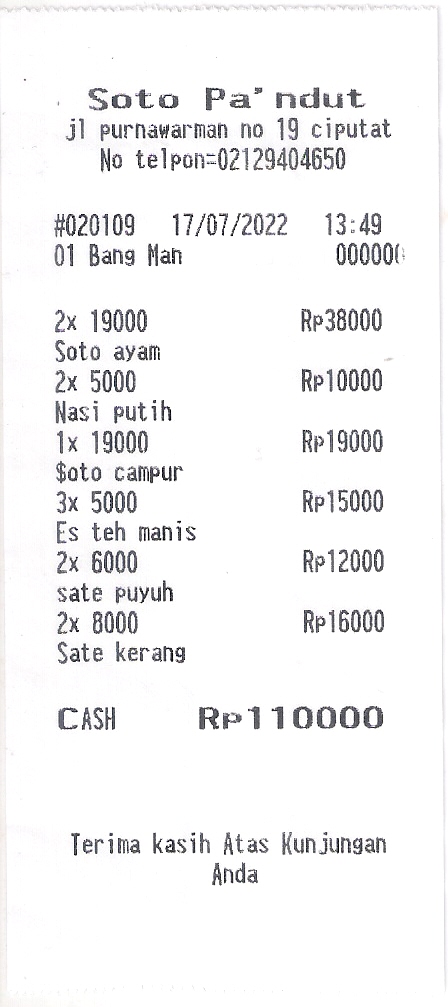 Soto Pa'ndut
jl purnawarman no 19 ciputat
No telpon=02129404650
#020109 17/07/2022 13:49
01 Bang Man 000000
2x 19000 Rp38000
Soto ayam
2x 5000 Rp10000
Nasi putih
1x 19000 Rp19000
$oto campur
3x 5000 Rp15000
Es teh manis
2x 6000 Rp12000
sate puyuh
2x 8000 Rp16000
Sate kerang
CASH Rp110000
Terima kasih Atas Kunjungan
Anda